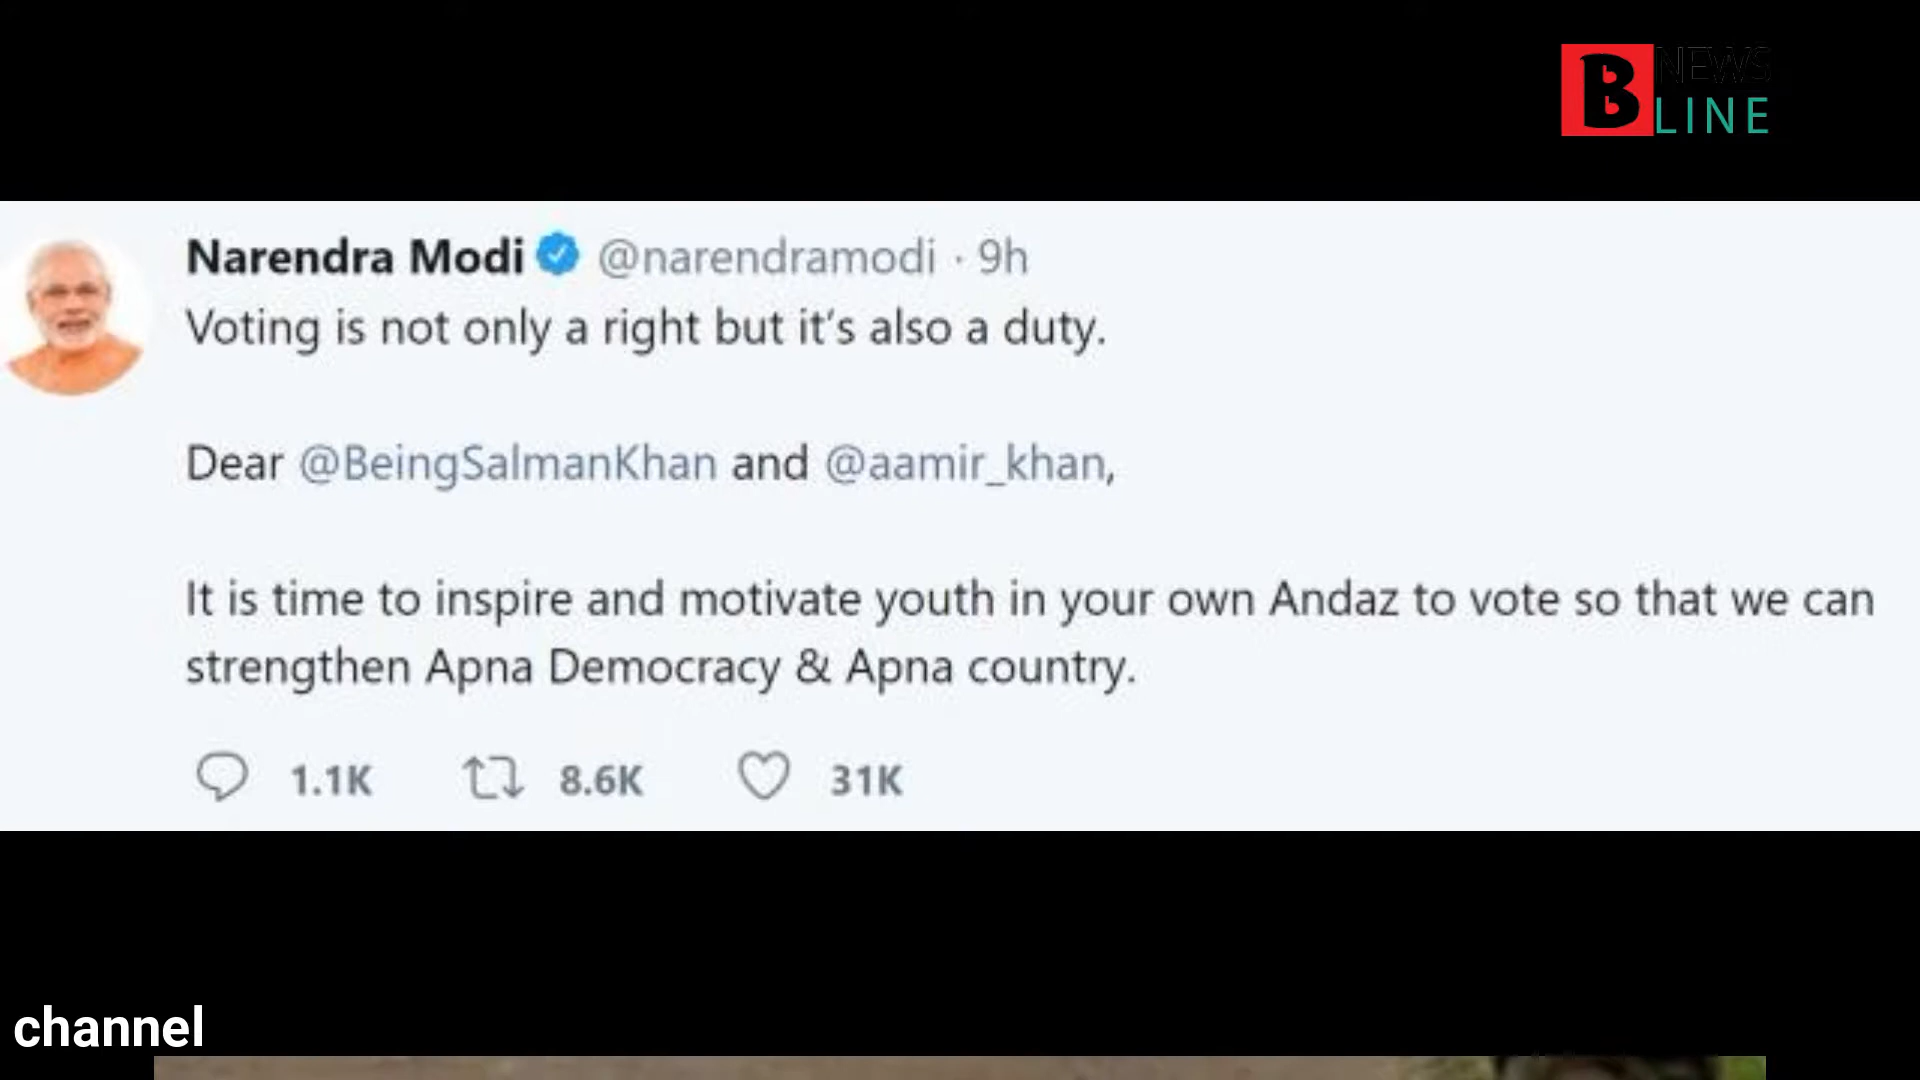 B NEWS
LINE
Narendra Modi @narendramodi · 9h
Voting is not only a right but it's also a duty.
Dear @BeingSalmanKhan and @aamir_khan,
It is time to inspire and motivate youth in your own Andaz to vote so that we can
strengthen Apna Democracy & Apna country.
1.1K 8.6K 31K
channel